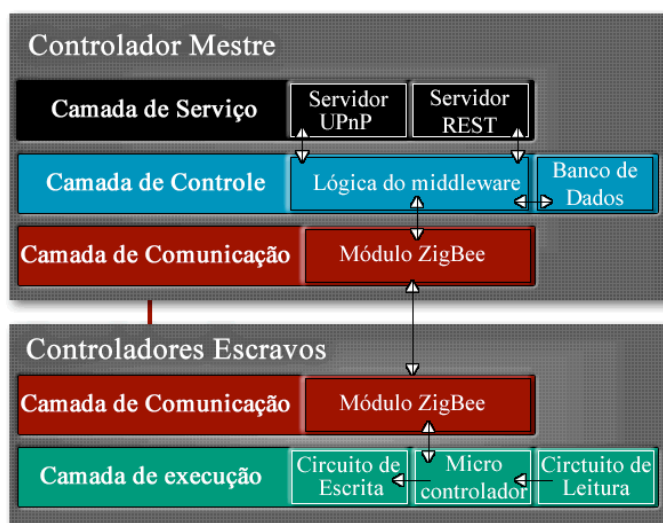 Controlador Mestre
Camada de Serviço
Servidor
UPnP
Servidor
REST
Camada de Controle
Lógica do middleware
Banco de
Dados
Camada de Comunicação
Módulo ZigBee
Controladores Escravos
Camada de Comunicação
Módulo ZigBee
Camada de execução
Circuito de
Escrita
Micro
controlador
Circtuito de
Leitura